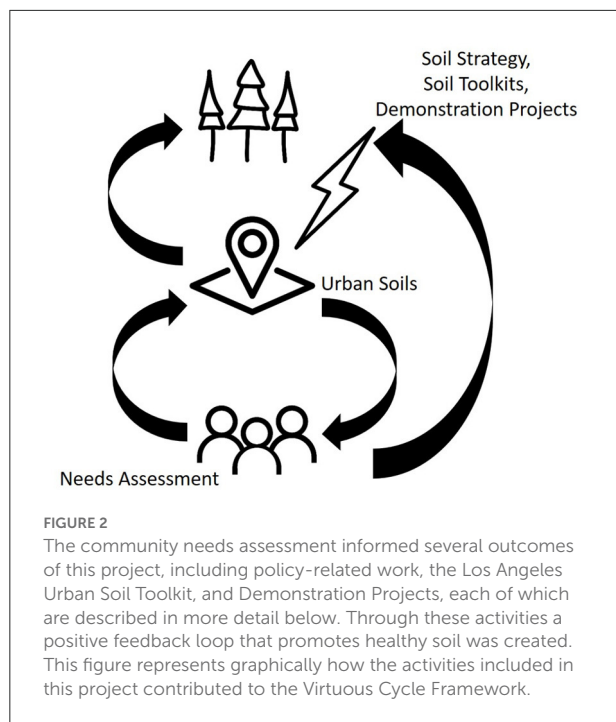 Soil Strategy,
Soil Toolkits,
Demonstration Projects
Urban Soils
Needs Assessment
FIGURE 2
The community needs assessment informed several outcomes
of this project, including policy-related work, the Los Angeles
Urban Soil Toolkit, and Demonstration Projects, each of which
are described in more detail below. Through these activities a
positive feedback loop that promotes healthy soil was created.
This figure represents graphically how the activities included in
this project contributed to the Virtuous Cycle Framework.